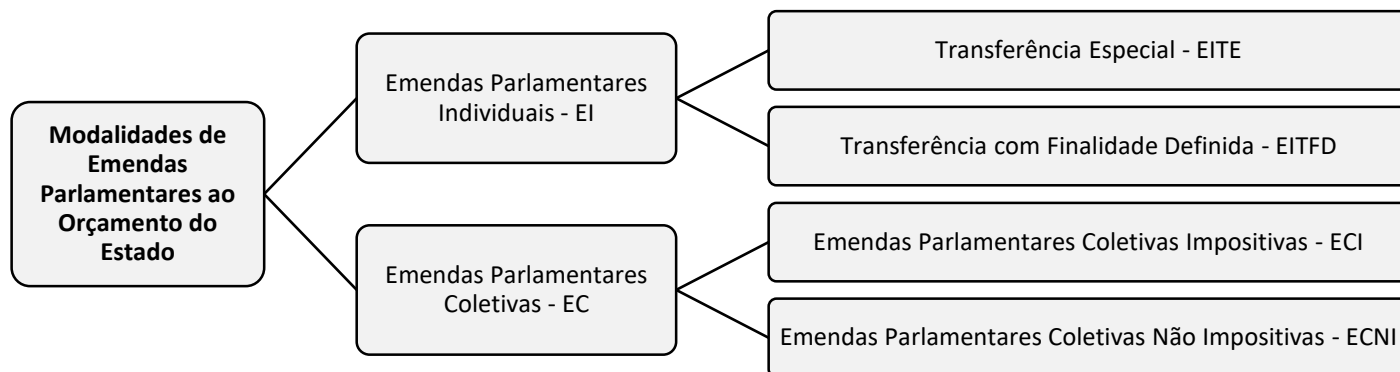 Modalidades de
Emendas
Parlamentares ao
Orçamento do
Estado
Emendas Parlamentares
Individuais - EI
Transferência Especial - EITE
Transferência com Finalidade Definida - EITFD
Emendas Parlamentares
Coletivas - EC
Emendas Parlamentares Coletivas Impositivas - ECI
Emendas Parlamentares Coletivas Não Impositivas - ECNI